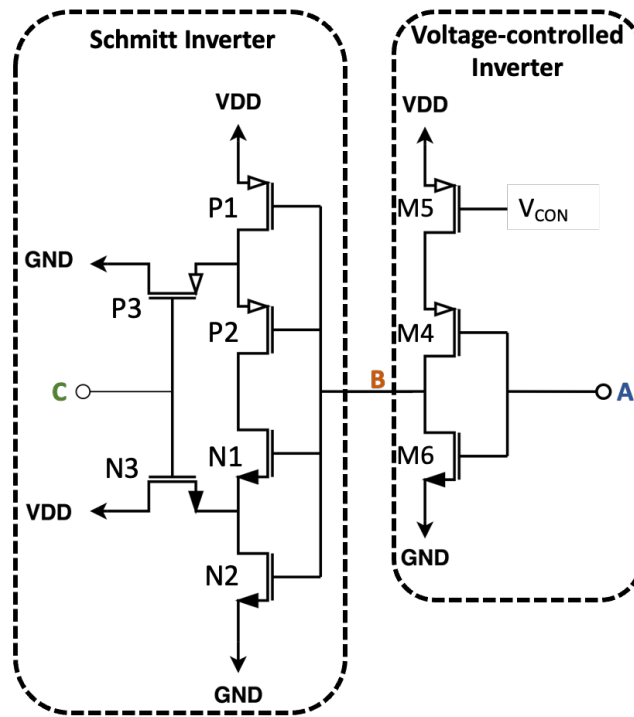 Schmitt Inverter
Voltage-controlled
Inverter
VDD
VDD
P1
M5
VCON
GND
P3
P2
M4
C
B
A
N3
N1
M6
VDD
N2
GND
GND